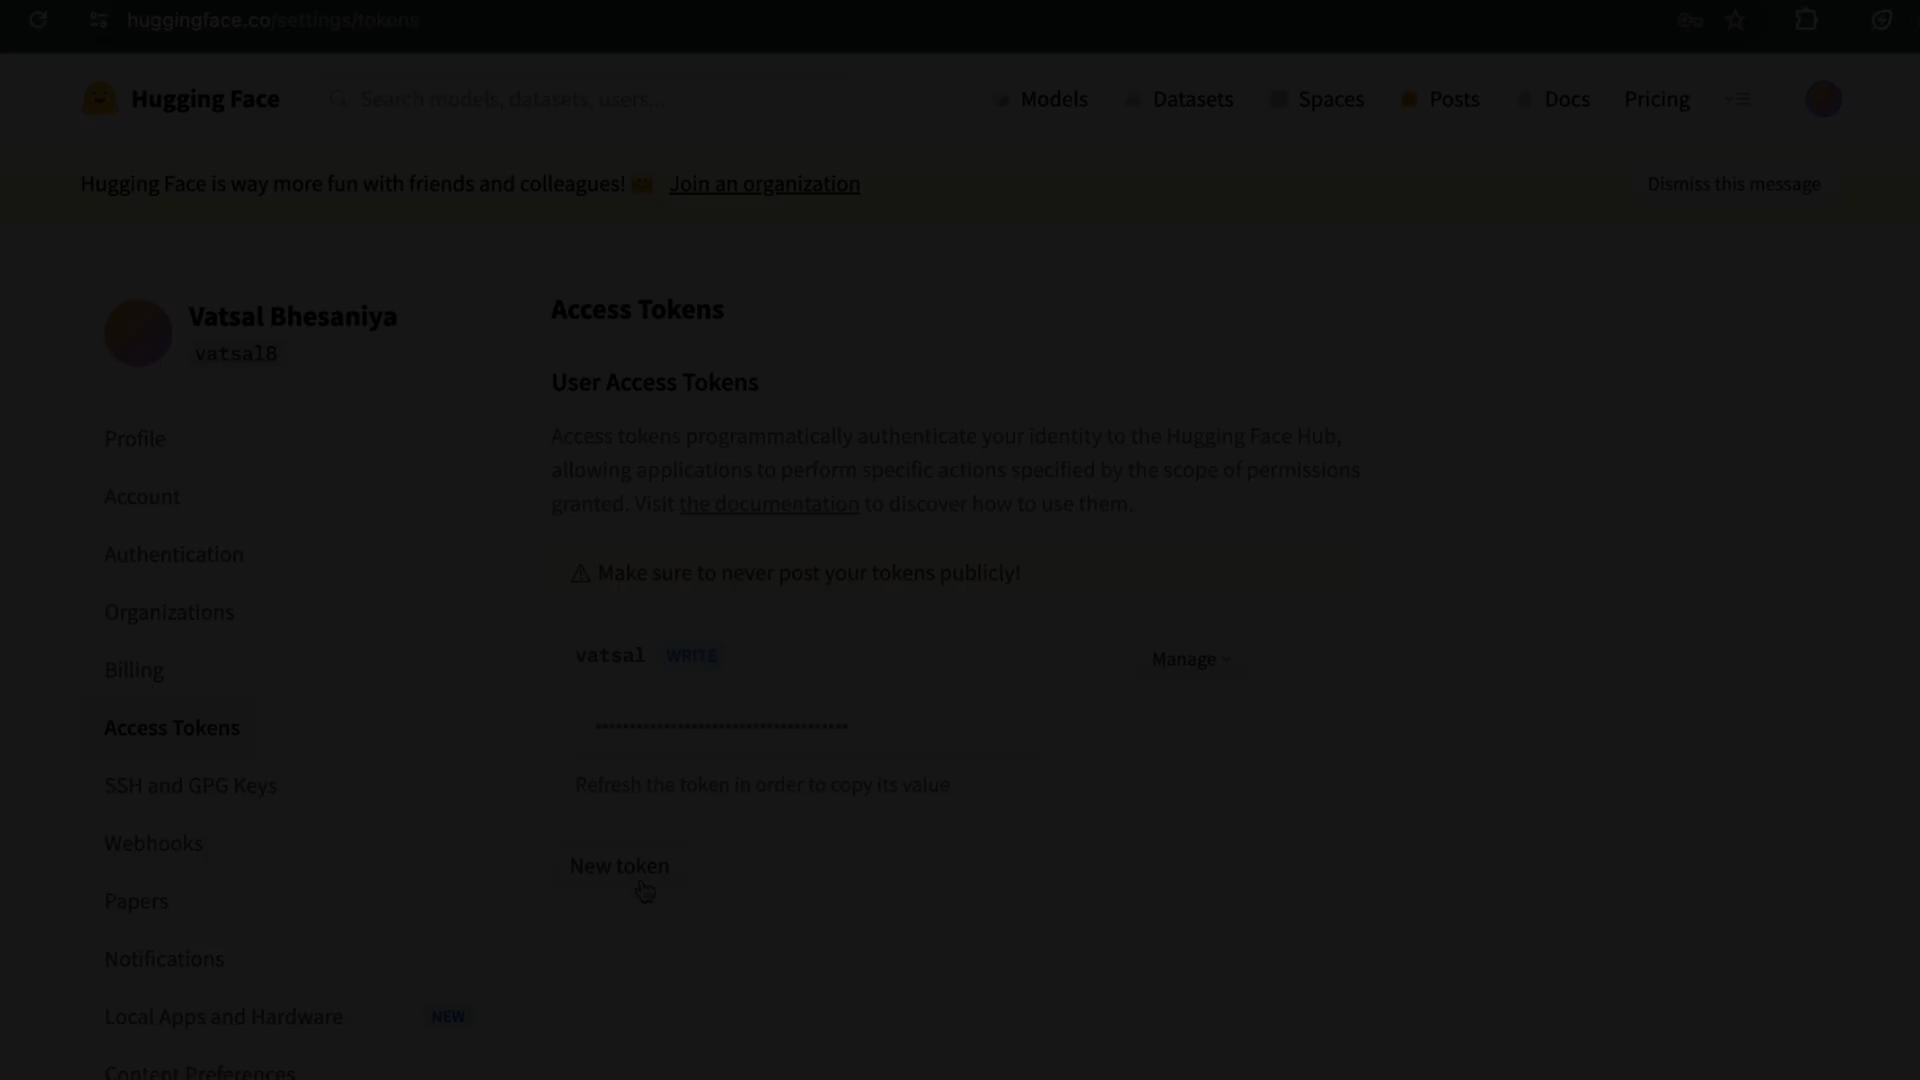 huggingface.co/settings/tokens
Hugging Face
Search models, datasets, users...
Models
Datasets
Spaces
Posts
Docs
Pricing
Hugging Face is way more fun with friends and colleagues! Join an organization
Dismiss this message
Vatsal Bhesaniya
vatsal8
Profile
Account
Authentication
Organizations
Billing
Access Tokens
SSH and GPG Keys
Webhooks
Papers
Notifications
Local Apps and Hardware NEW
Content Preferences
Access Tokens
User Access Tokens
Access tokens programmatically authenticate your identity to the Hugging Face Hub,
allowing applications to perform specific actions specified by the scope of permissions
granted. Visit the documentation to discover how to use them.
⚠ Make sure to never post your tokens publicly!
vatsal WRITE
Manage
Refresh the token in order to copy its value
New token